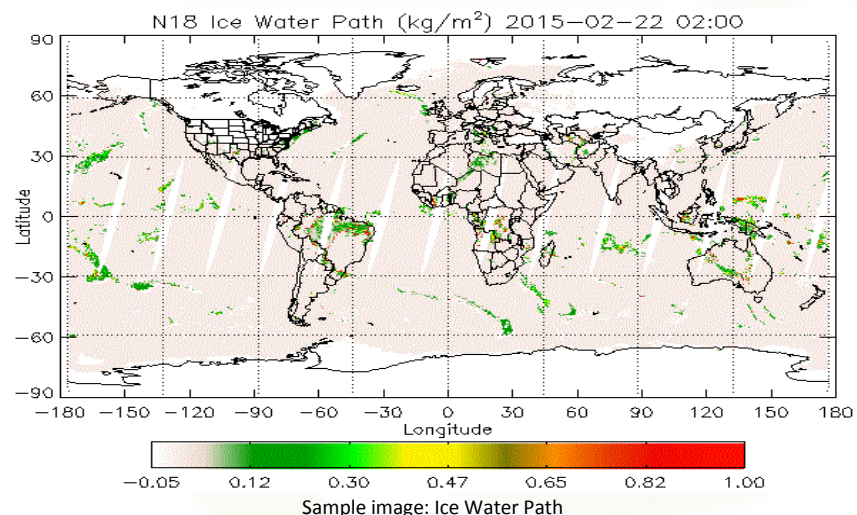 N18 Ice Water Path (kg/m²) 2015-02-22 02:00
90
60
30
0
-30
-60
-90
Latitude
-180 -150 -120 -90 -60 -30 0 30 60 90 120 150 180
Longitude
-0.05 0.12 0.30 0.47 0.65 0.82 1.00
Sample image: Ice Water Path